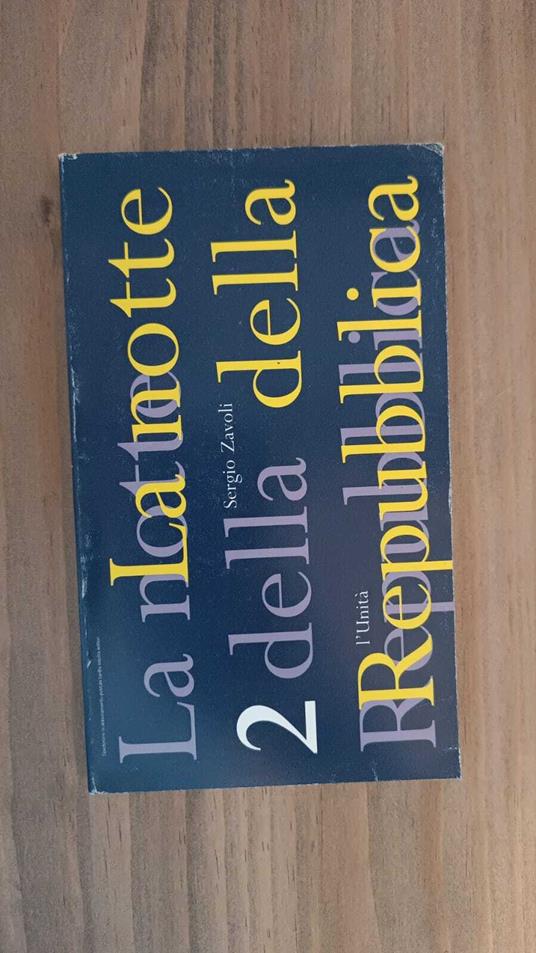 La notte
La notte
Sergio Zavoli
2 della della
l'Unità
Repubblica
Repubblica